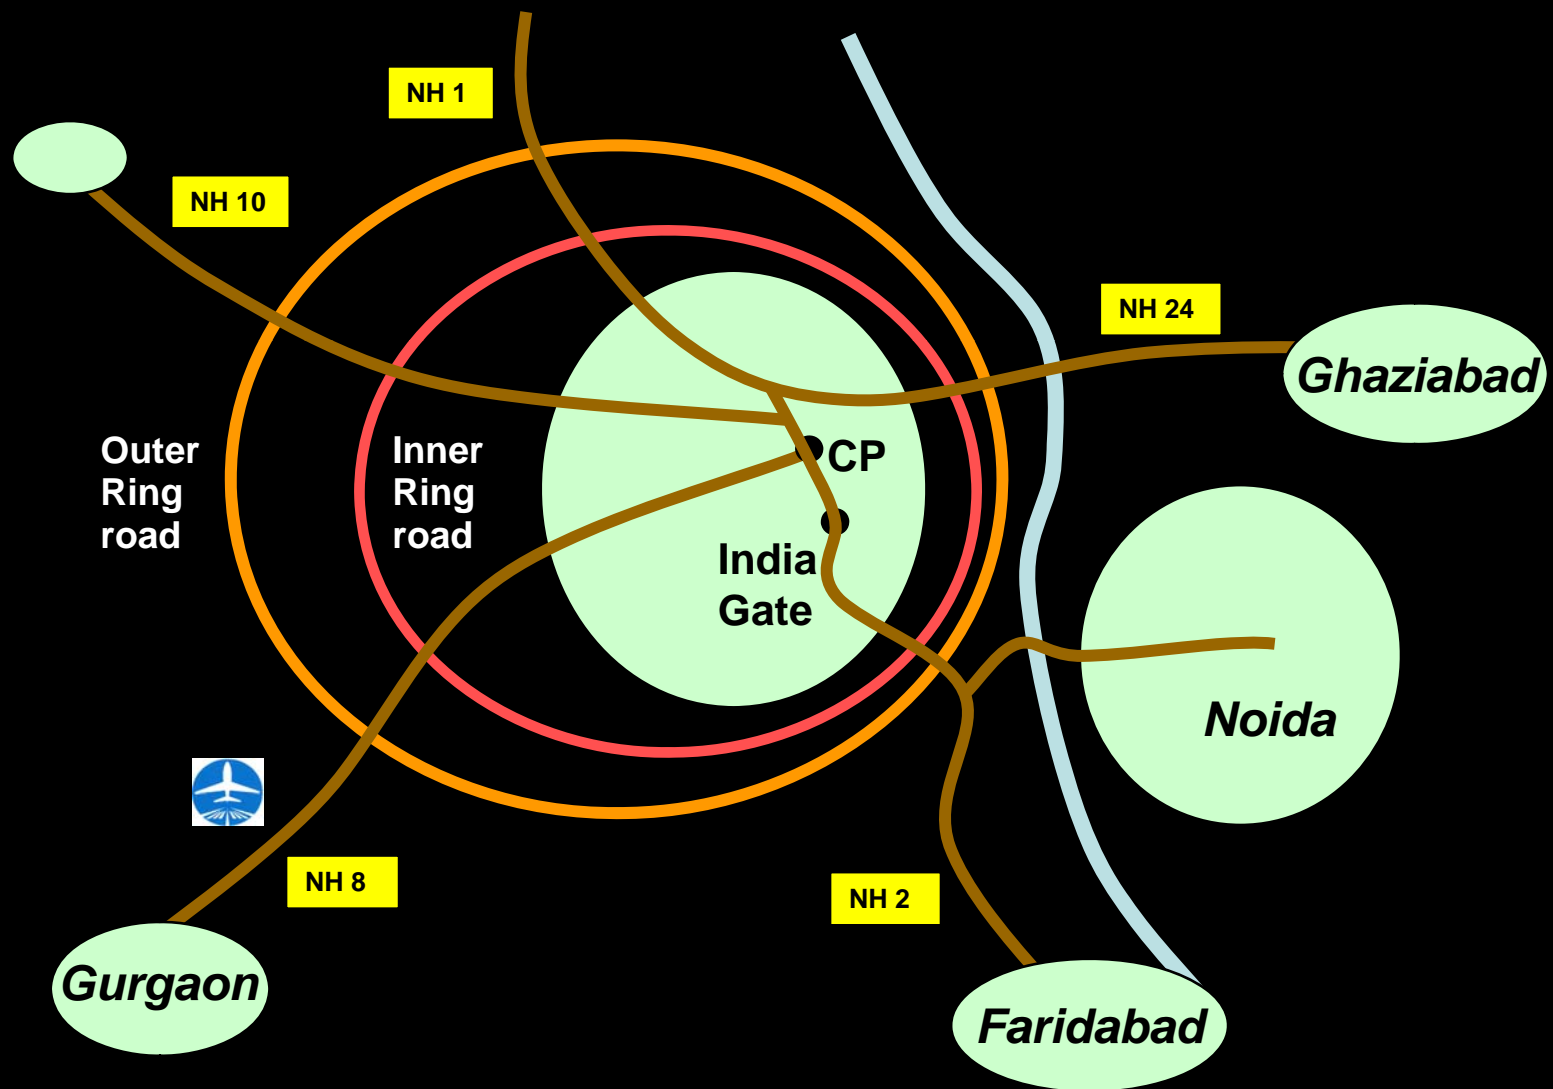 NH 1
NH 10
NH 24
Ghaziabad
Outer
Ring
road
Inner
Ring
road
CP
India
Gate
Noida
NH 8
NH 2
Gurgaon
Faridabad